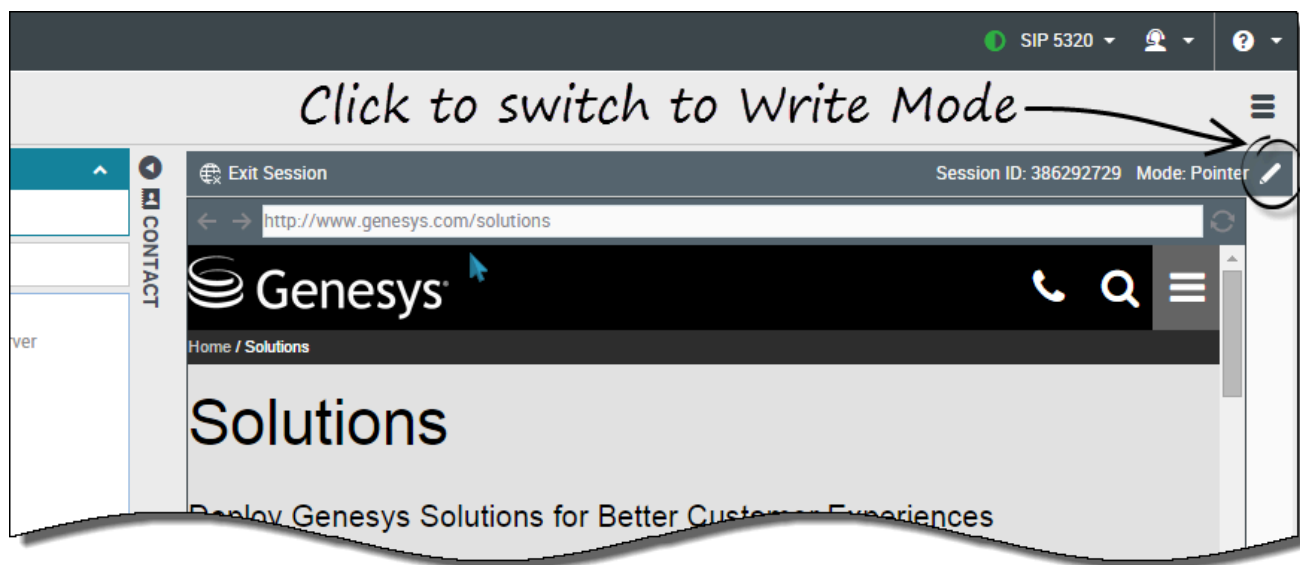 SIP 5320
Click to switch to Write Mode
Exit Session
Session ID: 386292729 Mode: Pointer
CONTACT
http://www.genesys.com/solutions
Genesys
ver
Home / Solutions
Solutions
Deploy Genesys Solutions for Better Customer Experiences